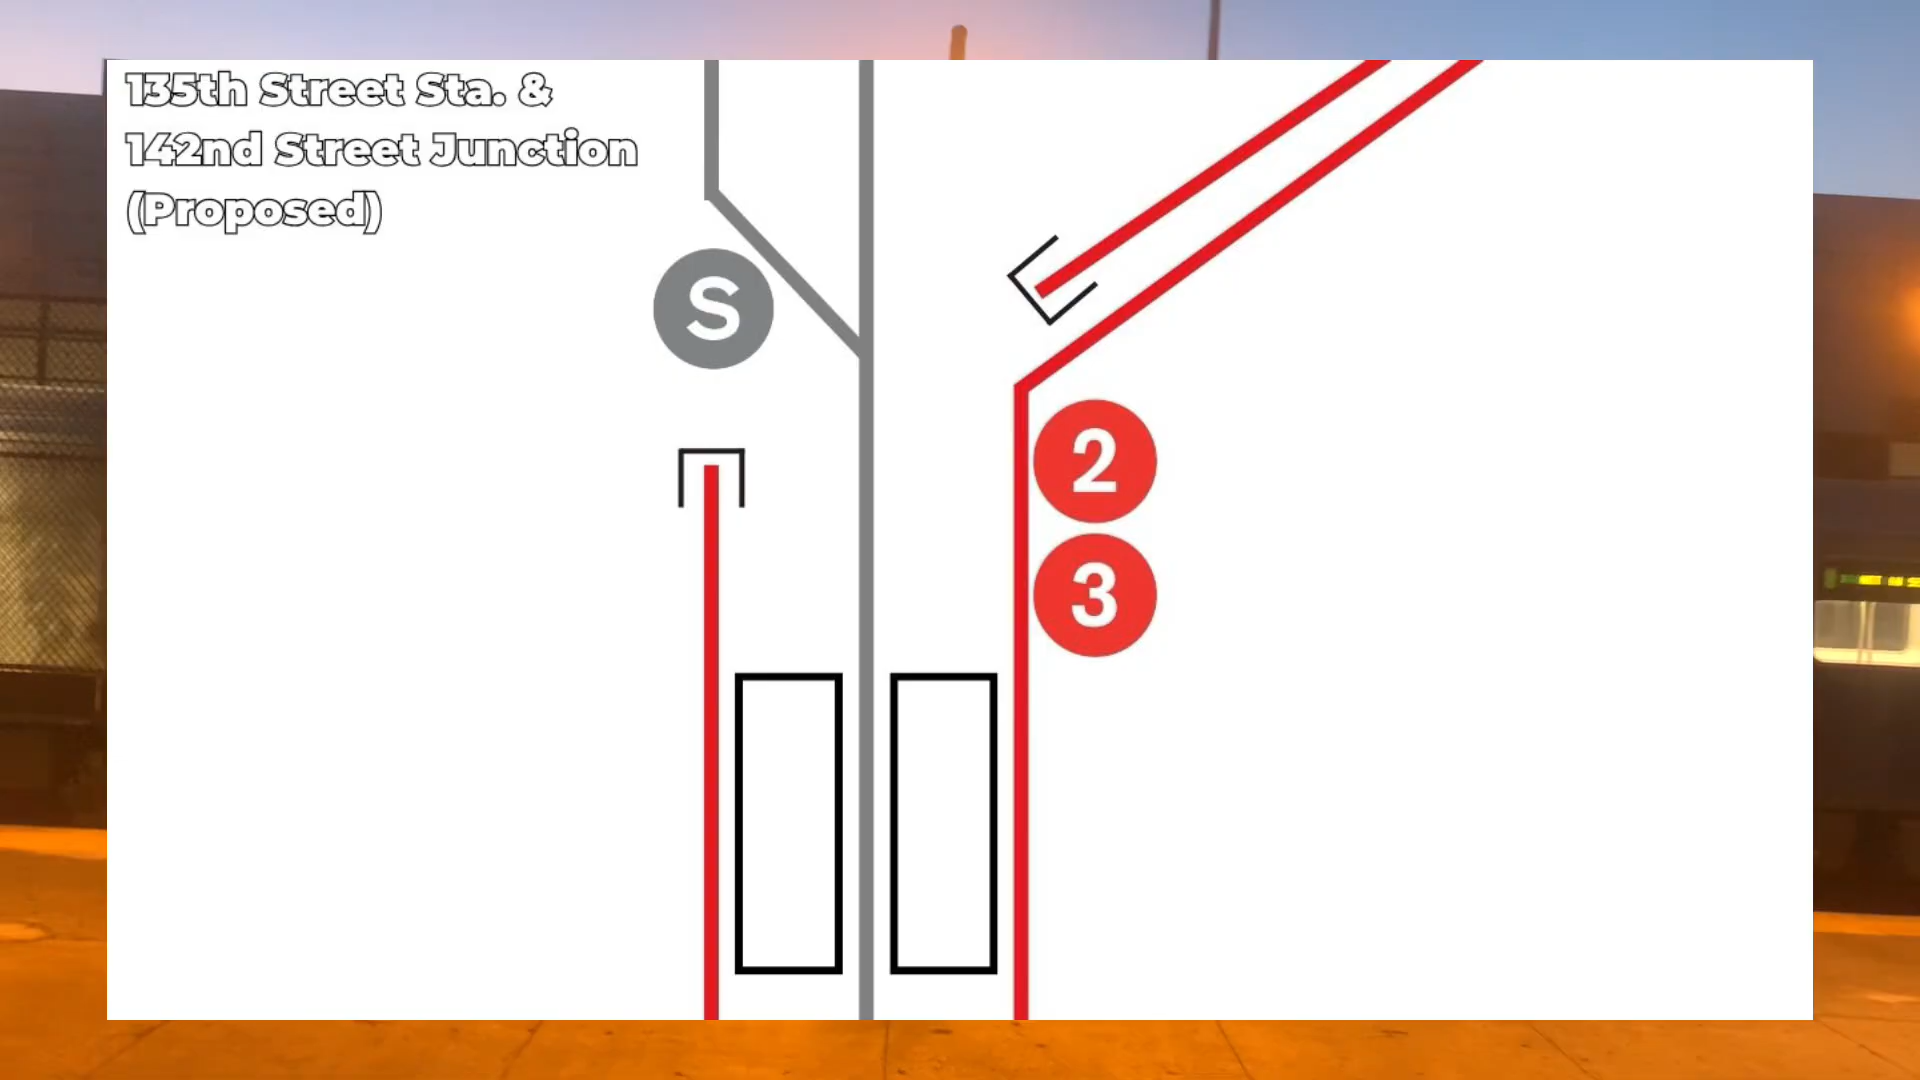 135th Street Sta. &
142nd Street Junction
(Proposed)
S
2
3